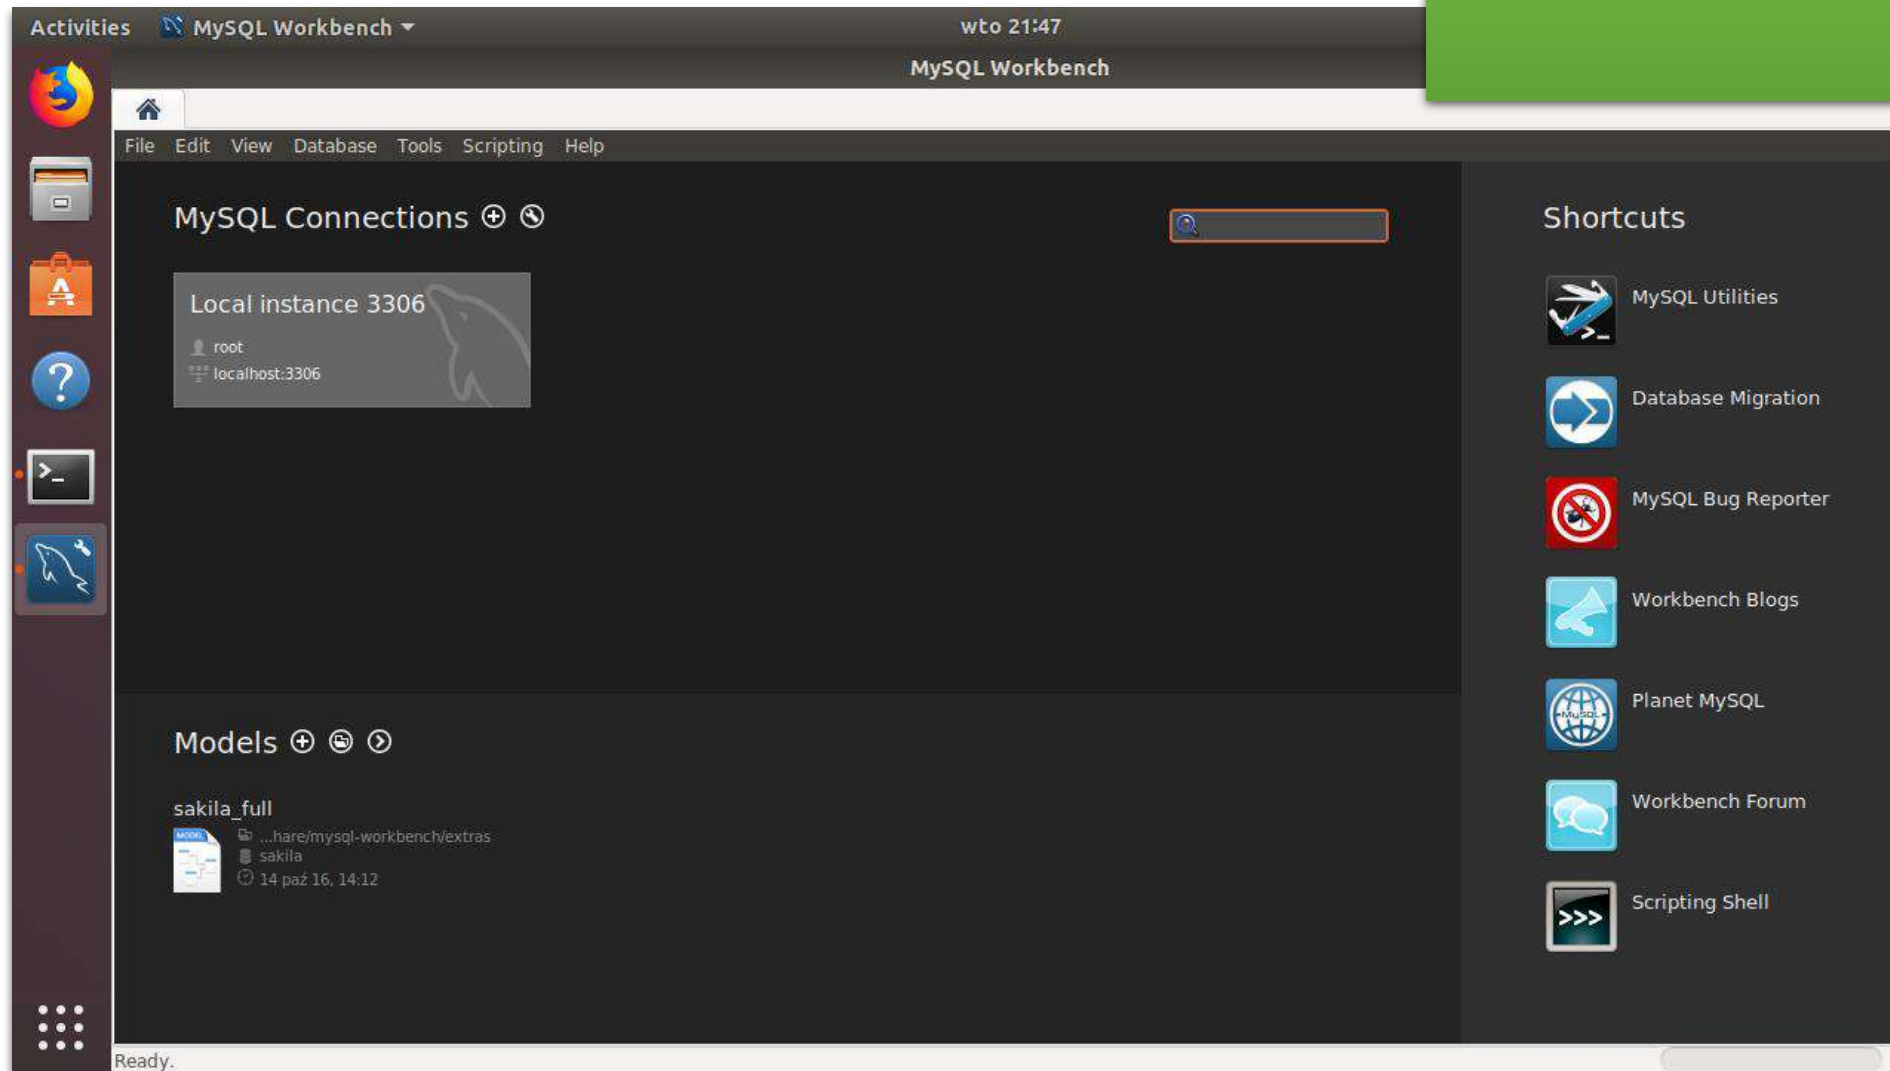 Activities MySQL Workbench wto 21:47
MySQL Workbench
File Edit View Database Tools Scripting Help
MySQL Connections
Local instance 3306
root
localhost:3306
Models
sakila_full
MODEL
...hare/mysql-workbench/extras
sakila
14 paź 16, 14:12
Shortcuts
MySQL Utilities
Database Migration
MySQL Bug Reporter
Workbench Blogs
MySQL
Planet MySQL
Workbench Forum
>>>
Scripting Shell
Ready.